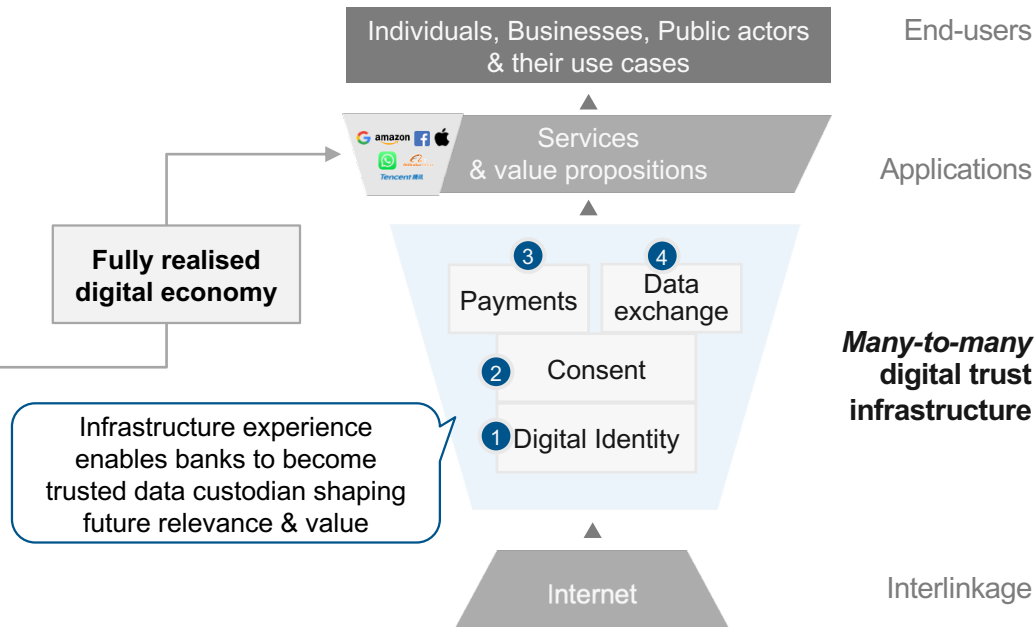 Individuals, Businesses, Public actors
& their use cases
End-users
G amazon f
Tencent 腾讯
Services
& value propositions
Applications
Fully realised
digital economy
3
Payments
4
Data
exchange
2
Consent
1
Digital Identity
Many-to-many
digital trust
infrastructure
Infrastructure experience
enables banks to become
trusted data custodian shaping
future relevance & value
Internet
Interlinkage